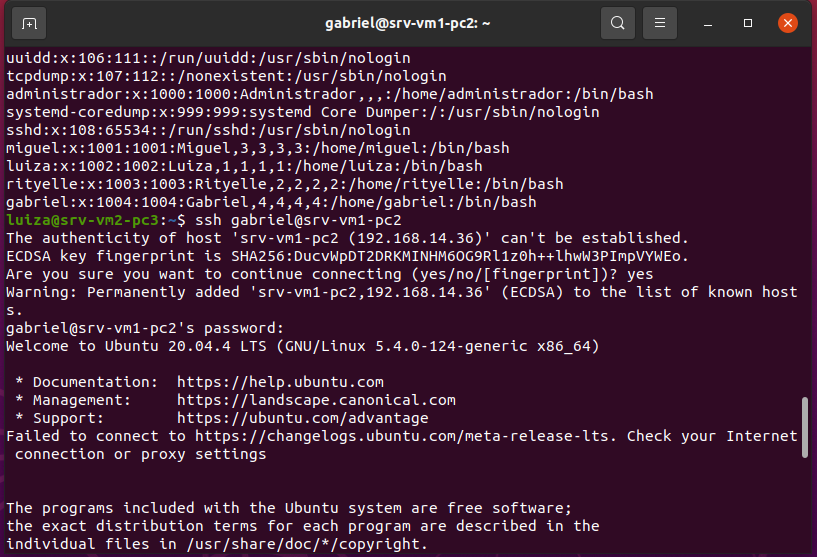 gabriel@srv-vm1-pc2: ~
uuidd:x:106:111::/run/uuidd:/usr/sbin/nologin
tcpdump:x:107:112::/nonexistent:/usr/sbin/nologin
administrador:x:1000:1000:Administrador,,,:/home/administrador:/bin/bash
systemd-coredump:x:999:999:systemd Core Dumper:/:/usr/sbin/nologin
sshd:x:108:65534::/run/sshd:/usr/sbin/nologin
miguel:x:1001:1001:Miguel,3,3,3,3:/home/miguel:/bin/bash
luiza:x:1002:1002:Luiza,1,1,1,1:/home/luiza:/bin/bash
rityelle:x:1003:1003:Rityelle,2,2,2,2:/home/rityelle:/bin/bash
gabriel:x:1004:1004:Gabriel,4,4,4,4:/home/gabriel:/bin/bash
luiza@srv-vm2-pc3:~$ ssh gabriel@srv-vm1-pc2
The authenticity of host 'srv-vm1-pc2 (192.168.14.36)' can't be established.
ECDSA key fingerprint is SHA256:DucvWpDT2DRKMINHM6OG9Rl1z0h++lhwW3PImpVYWEo.
Are you sure you want to continue connecting (yes/no/[fingerprint])? yes
Warning: Permanently added 'srv-vm1-pc2,192.168.14.36' (ECDSA) to the list of known host
s.
gabriel@srv-vm1-pc2's password:
Welcome to Ubuntu 20.04.4 LTS (GNU/Linux 5.4.0-124-generic x86_64)
* Documentation:  https://help.ubuntu.com
* Management:     https://landscape.canonical.com
* Support:        https://ubuntu.com/advantage
Failed to connect to https://changelogs.ubuntu.com/meta-release-lts. Check your Internet
connection or proxy settings
The programs included with the Ubuntu system are free software;
the exact distribution terms for each program are described in the
individual files in /usr/share/doc/*/copyright.